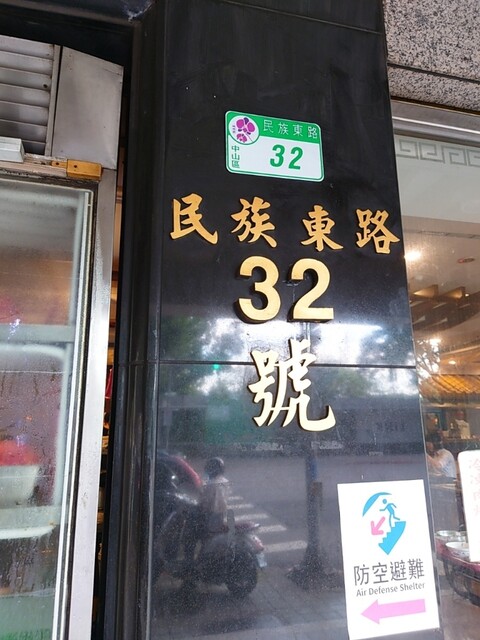 民族東路
中山區
32
民族東路
32
號
防空避難
Air Defense Shelter